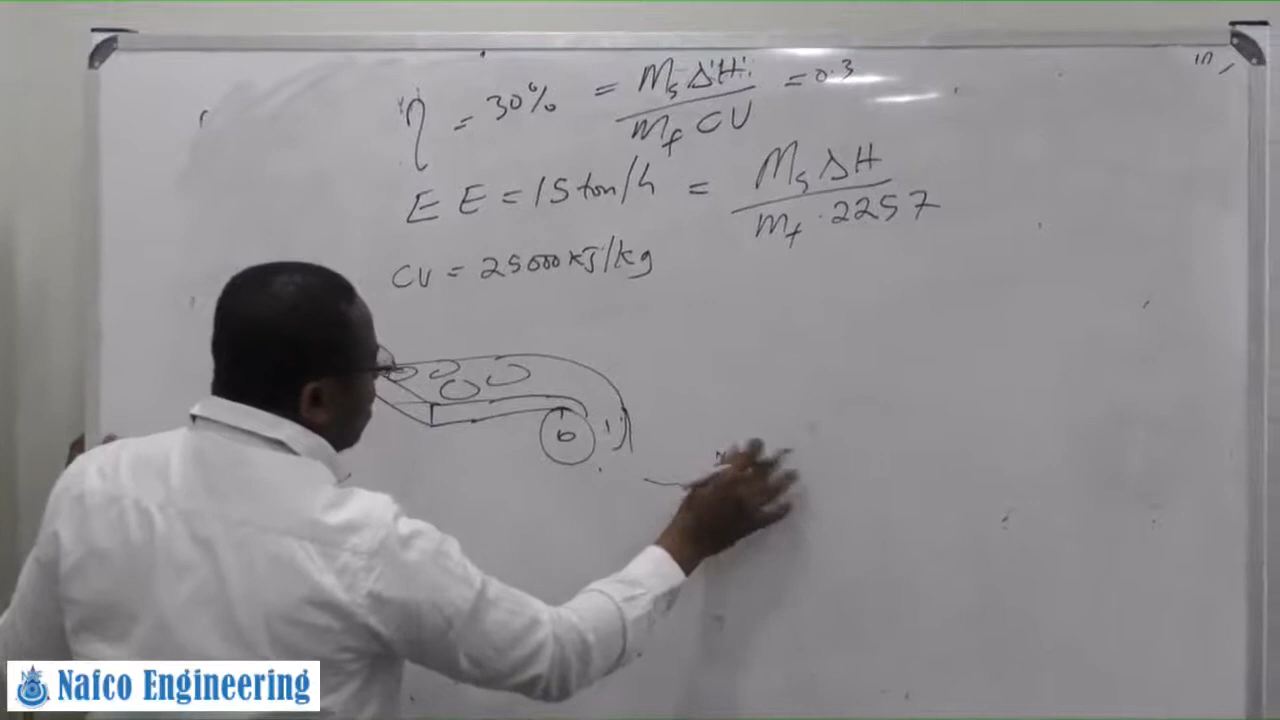 η = 30% = Ms ΔH / mf CV = 0.3
E E = 15 ton/h = Ms ΔH / mf · 2257
CV = 25000 kJ/kg
6
Nafco Engineering